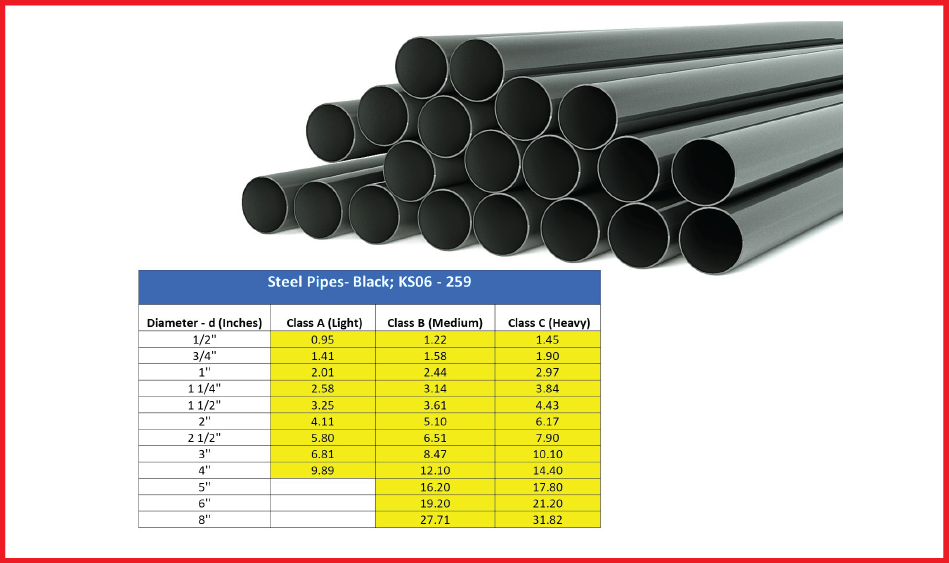 Steel Pipes- Black; KS06 - 259
Diameter - d (Inches) Class A (Light) Class B (Medium) Class C (Heavy)
1/2" 0.95 1.22 1.45
3/4" 1.41 1.58 1.90
1" 2.01 2.44 2.97
1 1/4" 2.58 3.14 3.84
1 1/2" 3.25 3.61 4.43
2" 4.11 5.10 6.17
2 1/2" 5.80 6.51 7.90
3" 6.81 8.47 10.10
4" 9.89 12.10 14.40
5" 16.20 17.80
6" 19.20 21.20
8" 27.71 31.82